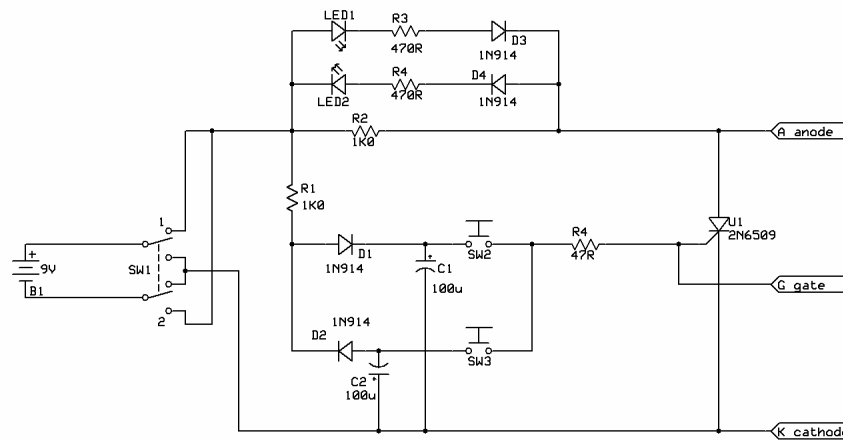 LED1
R3
470R
D3
1N914
LED2
R4
470R
D4
1N914
R2
1K0
A anode
R1
1K0
U1
2N6509
1
SW1
2
+
9V
B1
D1
1N914
+
C1
100u
SW2
R4
47R
G gate
1N914
D2
C2
+
100u
SW3
K cathode